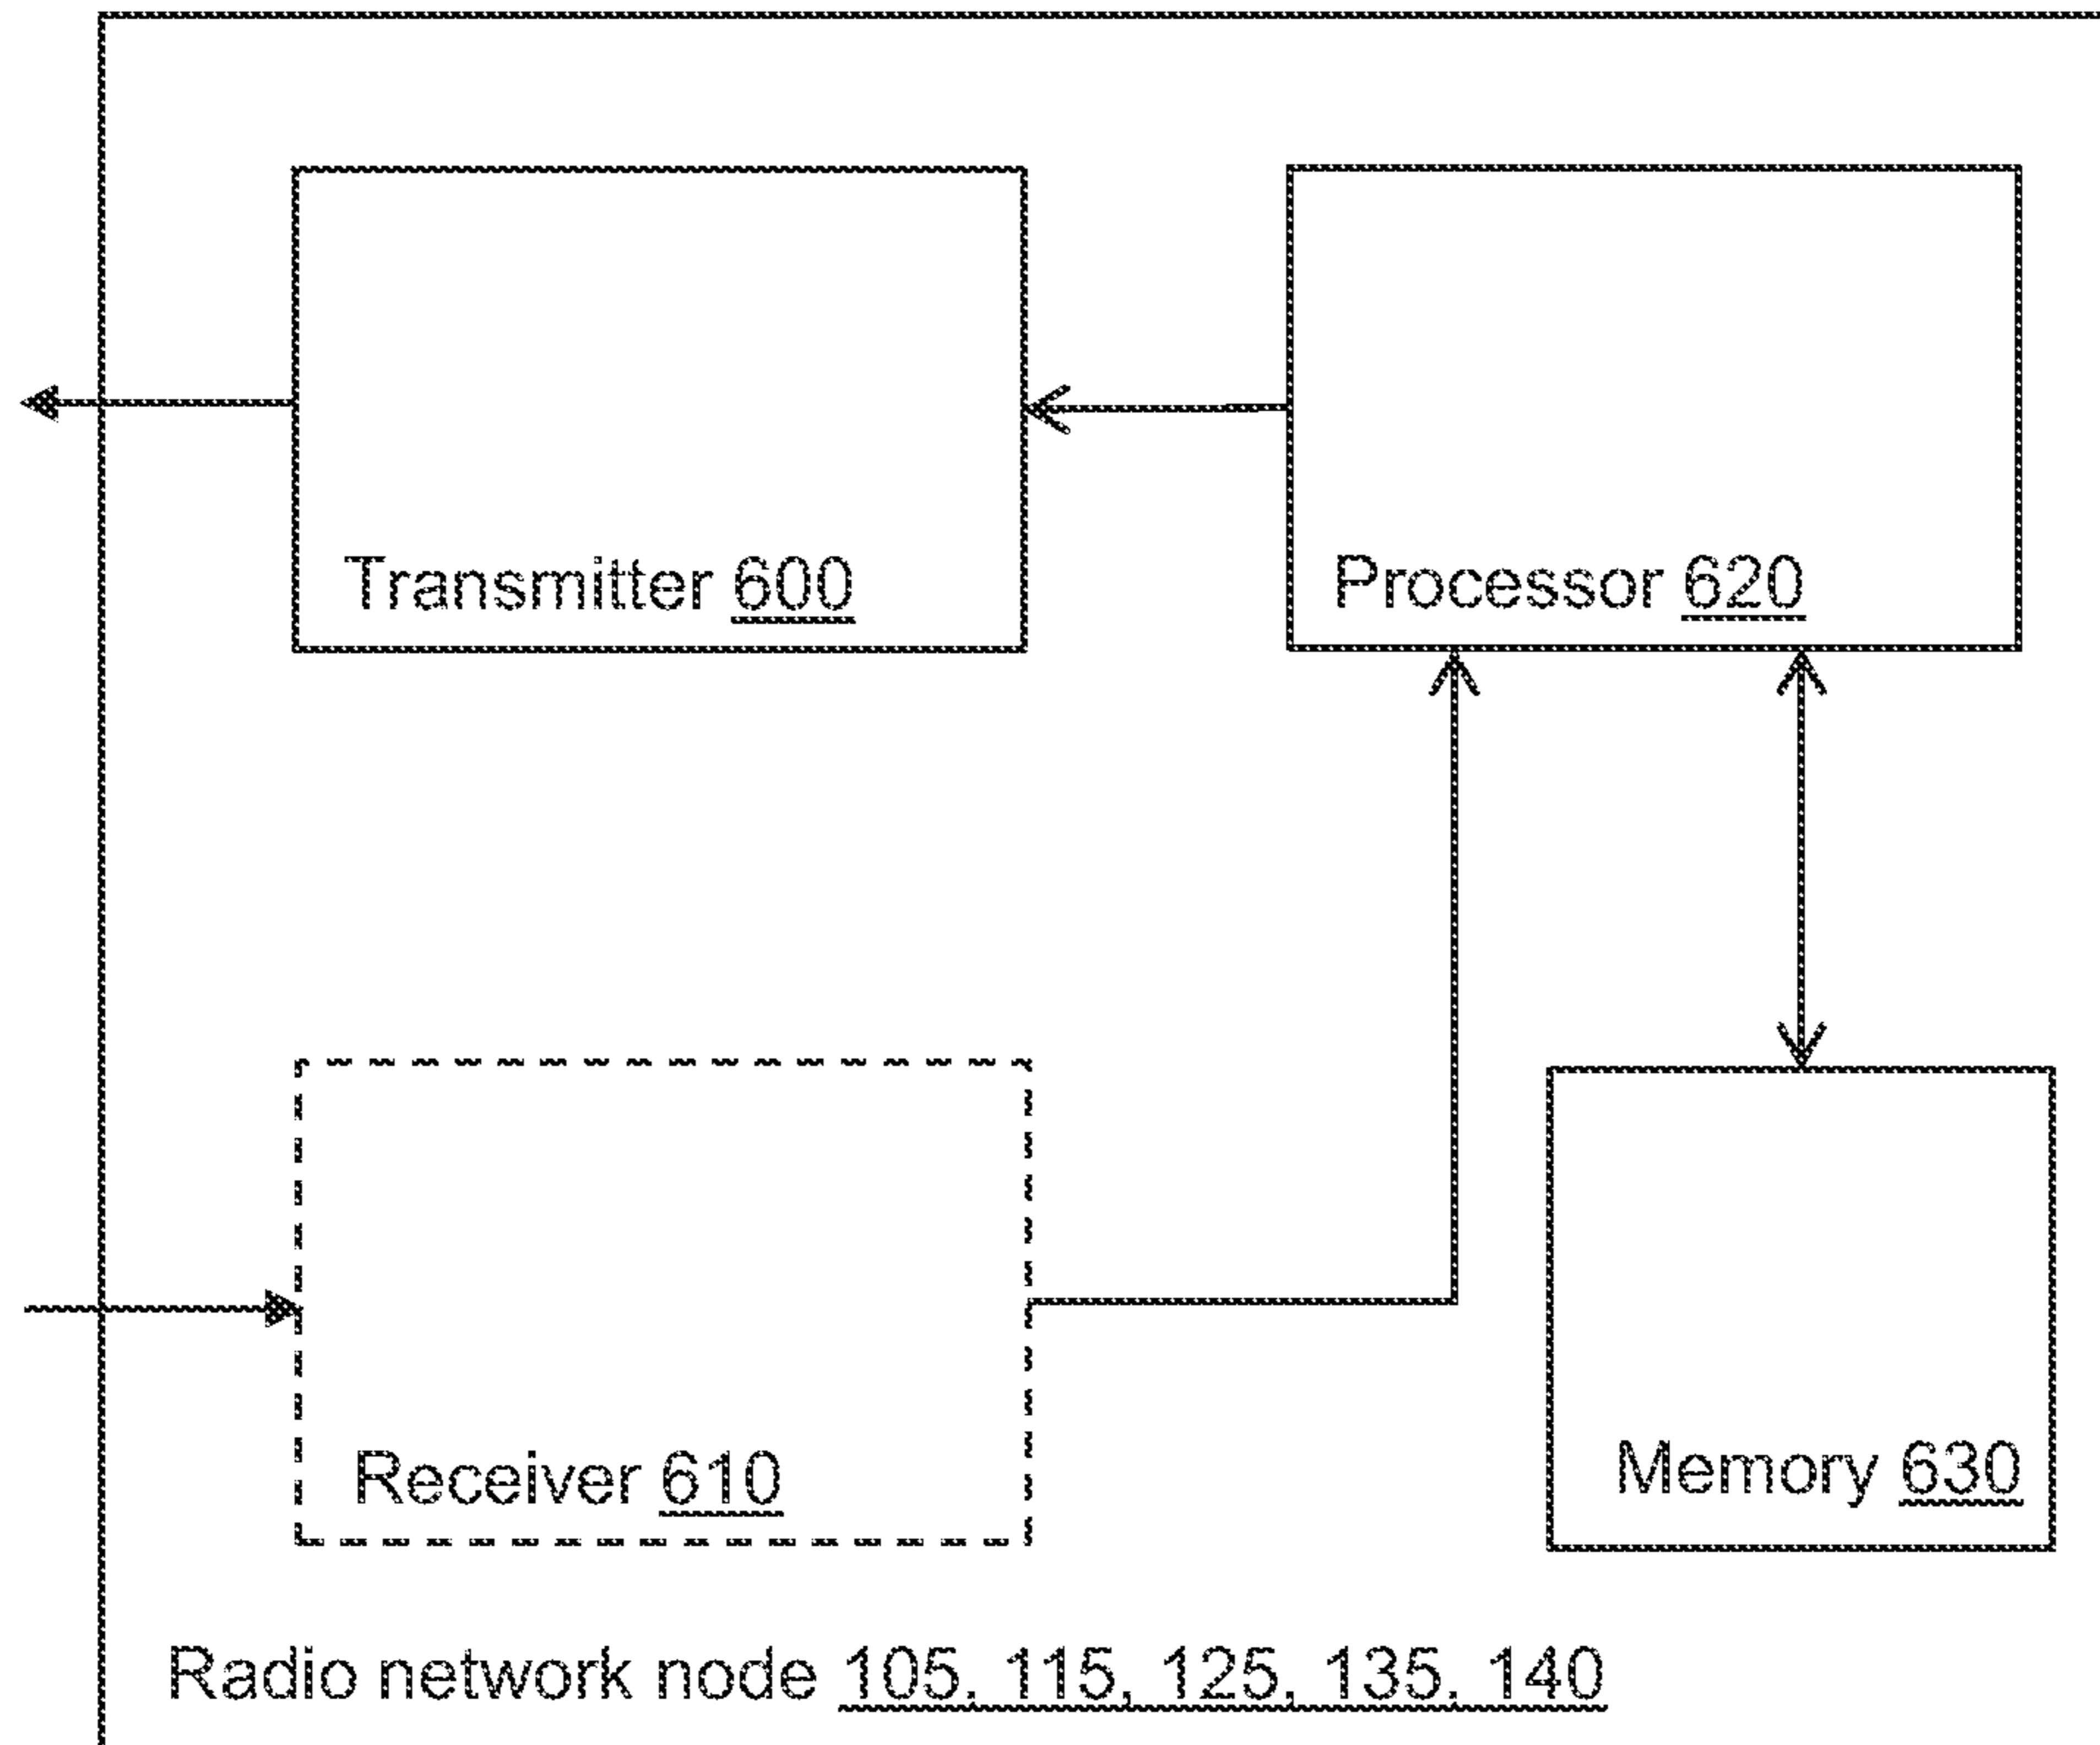 Transmitter 600
Processor 620
Receiver 610
Memory 630
Radio network node 105, 115, 125, 135, 140